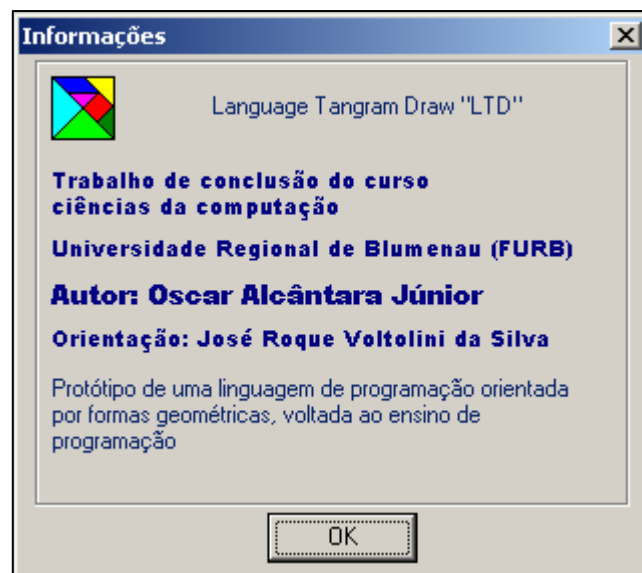 Informações
Language Tangram Draw "LTD"
Trabalho de conclusão do curso
ciências da computação
Universidade Regional de Blumenau (FURB)
Autor: Oscar Alcântara Júnior
Orientação: José Roque Voltolini da Silva
Protótipo de uma linguagem de programação orientada
por formas geométricas, voltada ao ensino de
programação
OK